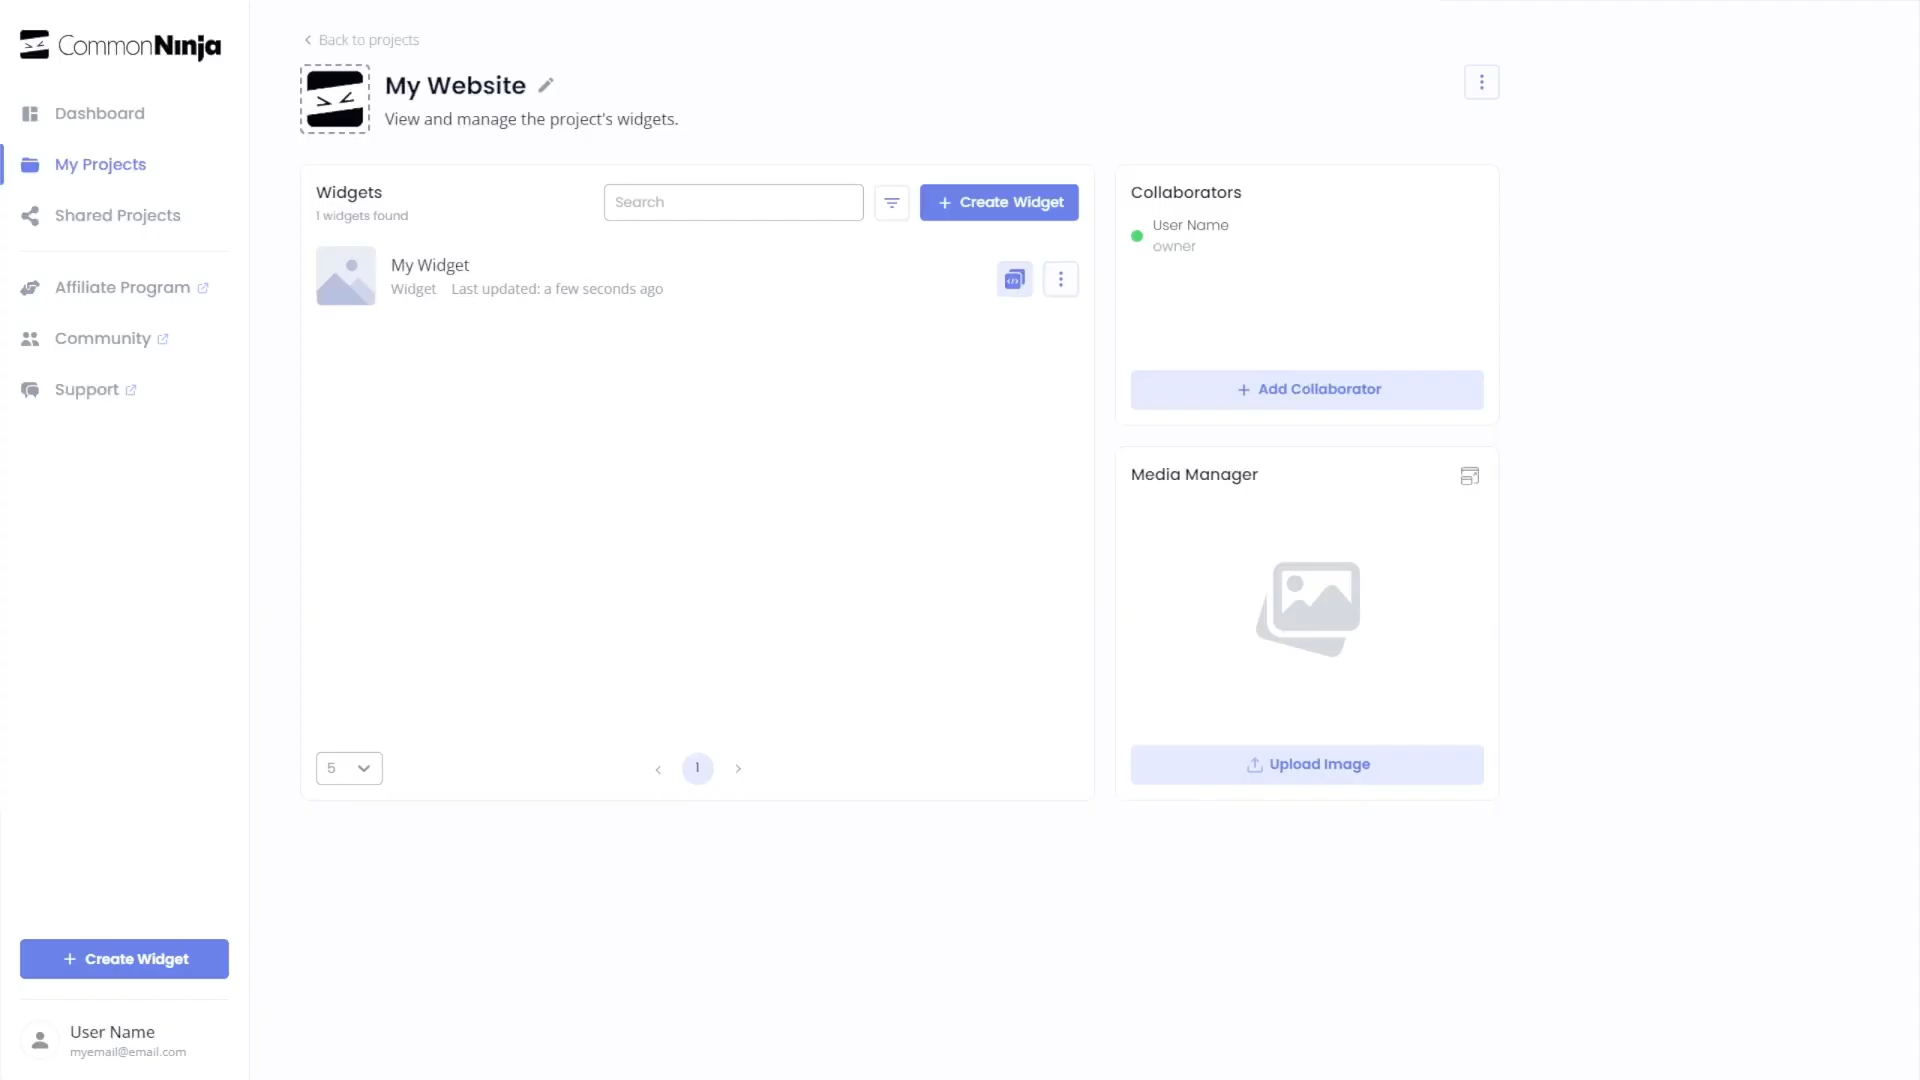 CommonNinja
Dashboard
My Projects
Shared Projects
Affiliate Program
Community
Support
Create Widget
User Name
myemail@email.com
Back to projects
My Website
View and manage the project's widgets.
Widgets
1 widgets found
Search
Create Widget
My Widget
Widget Last updated: a few seconds ago
5
1
Collaborators
User Name
owner
Add Collaborator
Media Manager
Upload Image